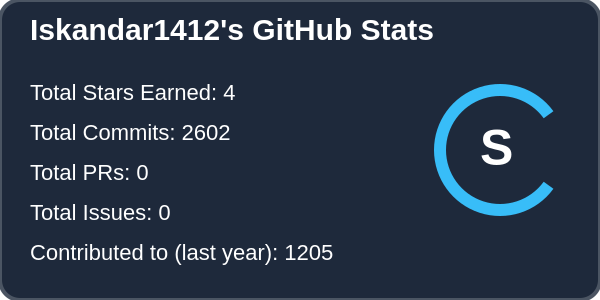 Iskandar1412's GitHub Stats
Total Stars Earned: 4
Total Commits: 2602
Total PRs: 0
Total Issues: 0
Contributed to (last year): 1205
S